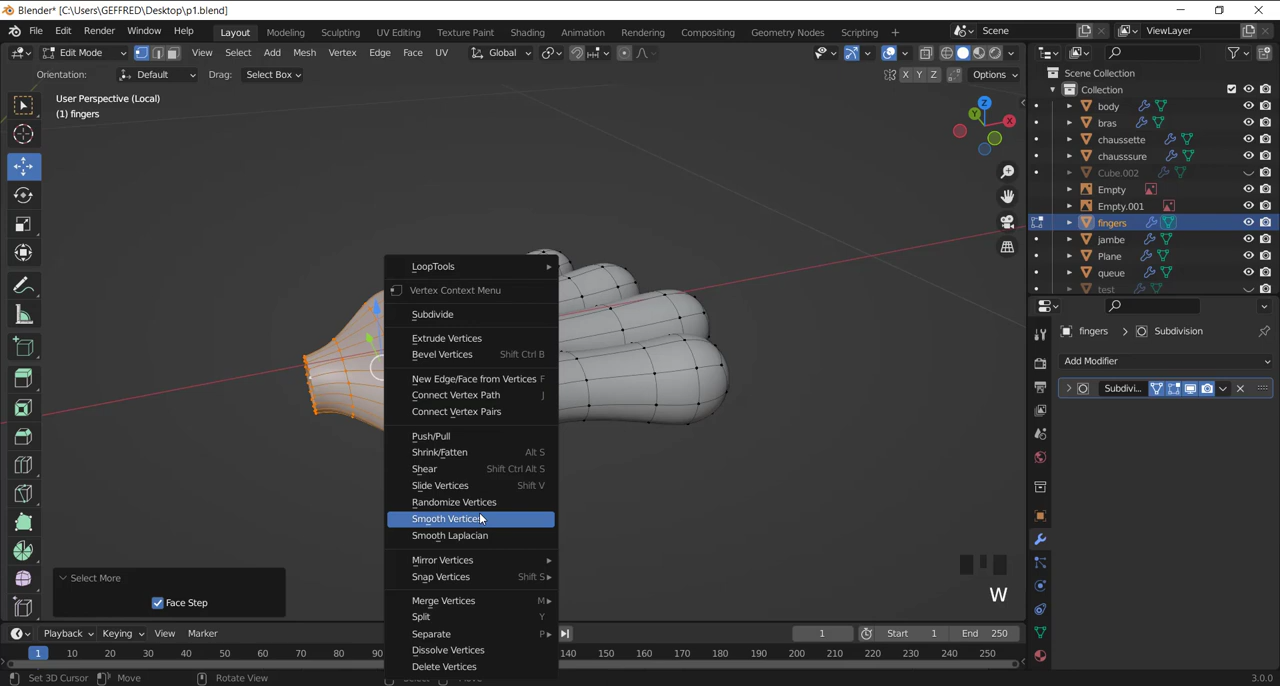 Blender* [C:\Users\GEFFRED\Desktop\p1.blend]
File Edit Render Window Help Layout Modeling Sculpting UV Editing Texture Paint Shading Animation Rendering Compositing Geometry Nodes Scripting + Scene ViewLayer
Edit Mode View Select Add Mesh Vertex Edge Face UV Global
Orientation: Default Drag: Select Box X Y Z Options
User Perspective (Local)
(1) fingers
Z
Y
X
Scene Collection
Collection
body
bras
chaussette
chausssure
Cube.002
Empty
Empty.001
fingers
jambe
Plane
queue
test
fingers > Subdivision
Add Modifier
Subdivi...
LoopTools
Vertex Context Menu
Subdivide
Extrude Vertices
Bevel Vertices Shift Ctrl B
New Edge/Face from Vertices F
Connect Vertex Path J
Connect Vertex Pairs
Push/Pull
Shrink/Fatten Alt S
Shear Shift Ctrl Alt S
Slide Vertices Shift V
Randomize Vertices
Smooth Vertices
Smooth Laplacian
Mirror Vertices
Snap Vertices Shift S
Merge Vertices M
Split Y
Separate P
Dissolve Vertices
Delete Vertices
Select More
Face Step
W
Playback Keying View Marker 1 Start 1 End 250
1 10 20 30 40 50 60 70 80 90 140 150 160 170 180 190 200 210 220 230 240 250
Set 3D Cursor Move Rotate View Select Move 3.0.0